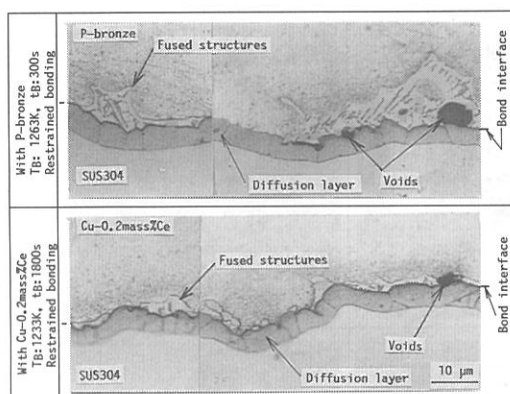 With P-bronze
TB: 1263K, tB:300s
Restrained bonding
P-bronze
Fused structures
SUS304
Diffusion layer
Voids
Bond interface
With Cu-0.2mass%Ce
TB:1233K, tB:1800s
Restrained bonding
Cu-0.2mass%Ce
Fused structures
SUS304
Diffusion layer
Voids
10 μm
Bond interface